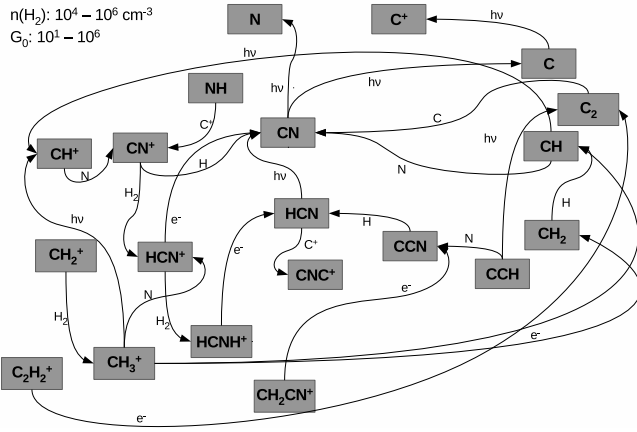 n(H₂): 10⁴ – 10⁶ cm⁻³
G₀: 10¹ – 10⁶
N
C⁺
hν
C
hν
hν
hν
NH
C₂
C⁺
C
hν
CN
CH⁺
CN⁺
CH
N
H
N
H₂
hν
e⁻
H
HCN
hν
H
CH₂
C⁺
N
CCN
e⁻
CH₂⁺
HCN⁺
CNC⁺
CCH
N
e⁻
H₂
H₂
HCNH⁺
e⁻
CH₃⁺
C₂H₂⁺
CH₂CN⁺
e⁻